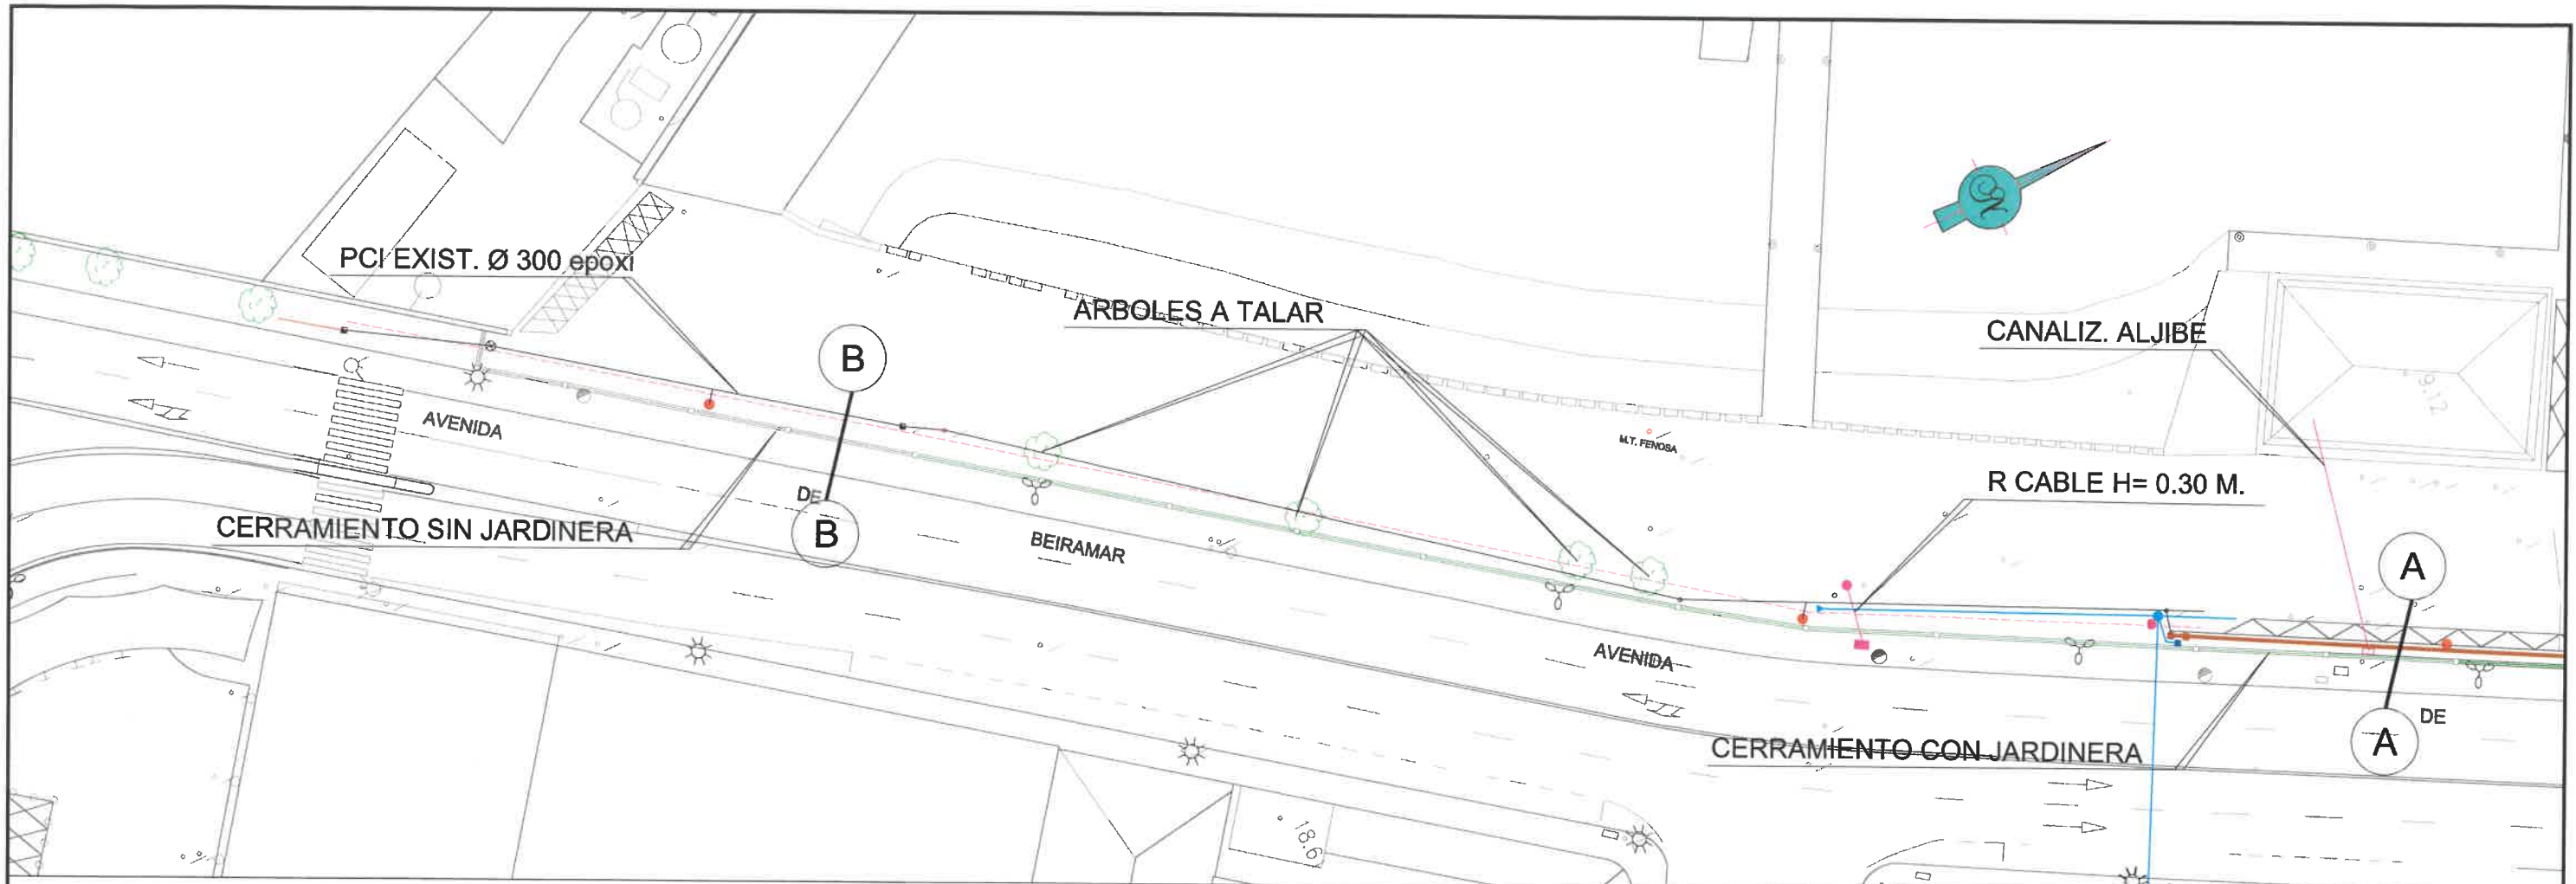 PCI EXIST. Ø 300 epoxi
ARBOLES A TALAR
CANALIZ. ALJIBE
N
B
AVENIDA
9.12
M.T. FENOSA
R CABLE H= 0.30 M.
DE
B
CERRAMIENTO SIN JARDINERA
BEIRAMAR
A
AVENIDA
DE
A
CERRAMIENTO CON JARDINERA
18.6